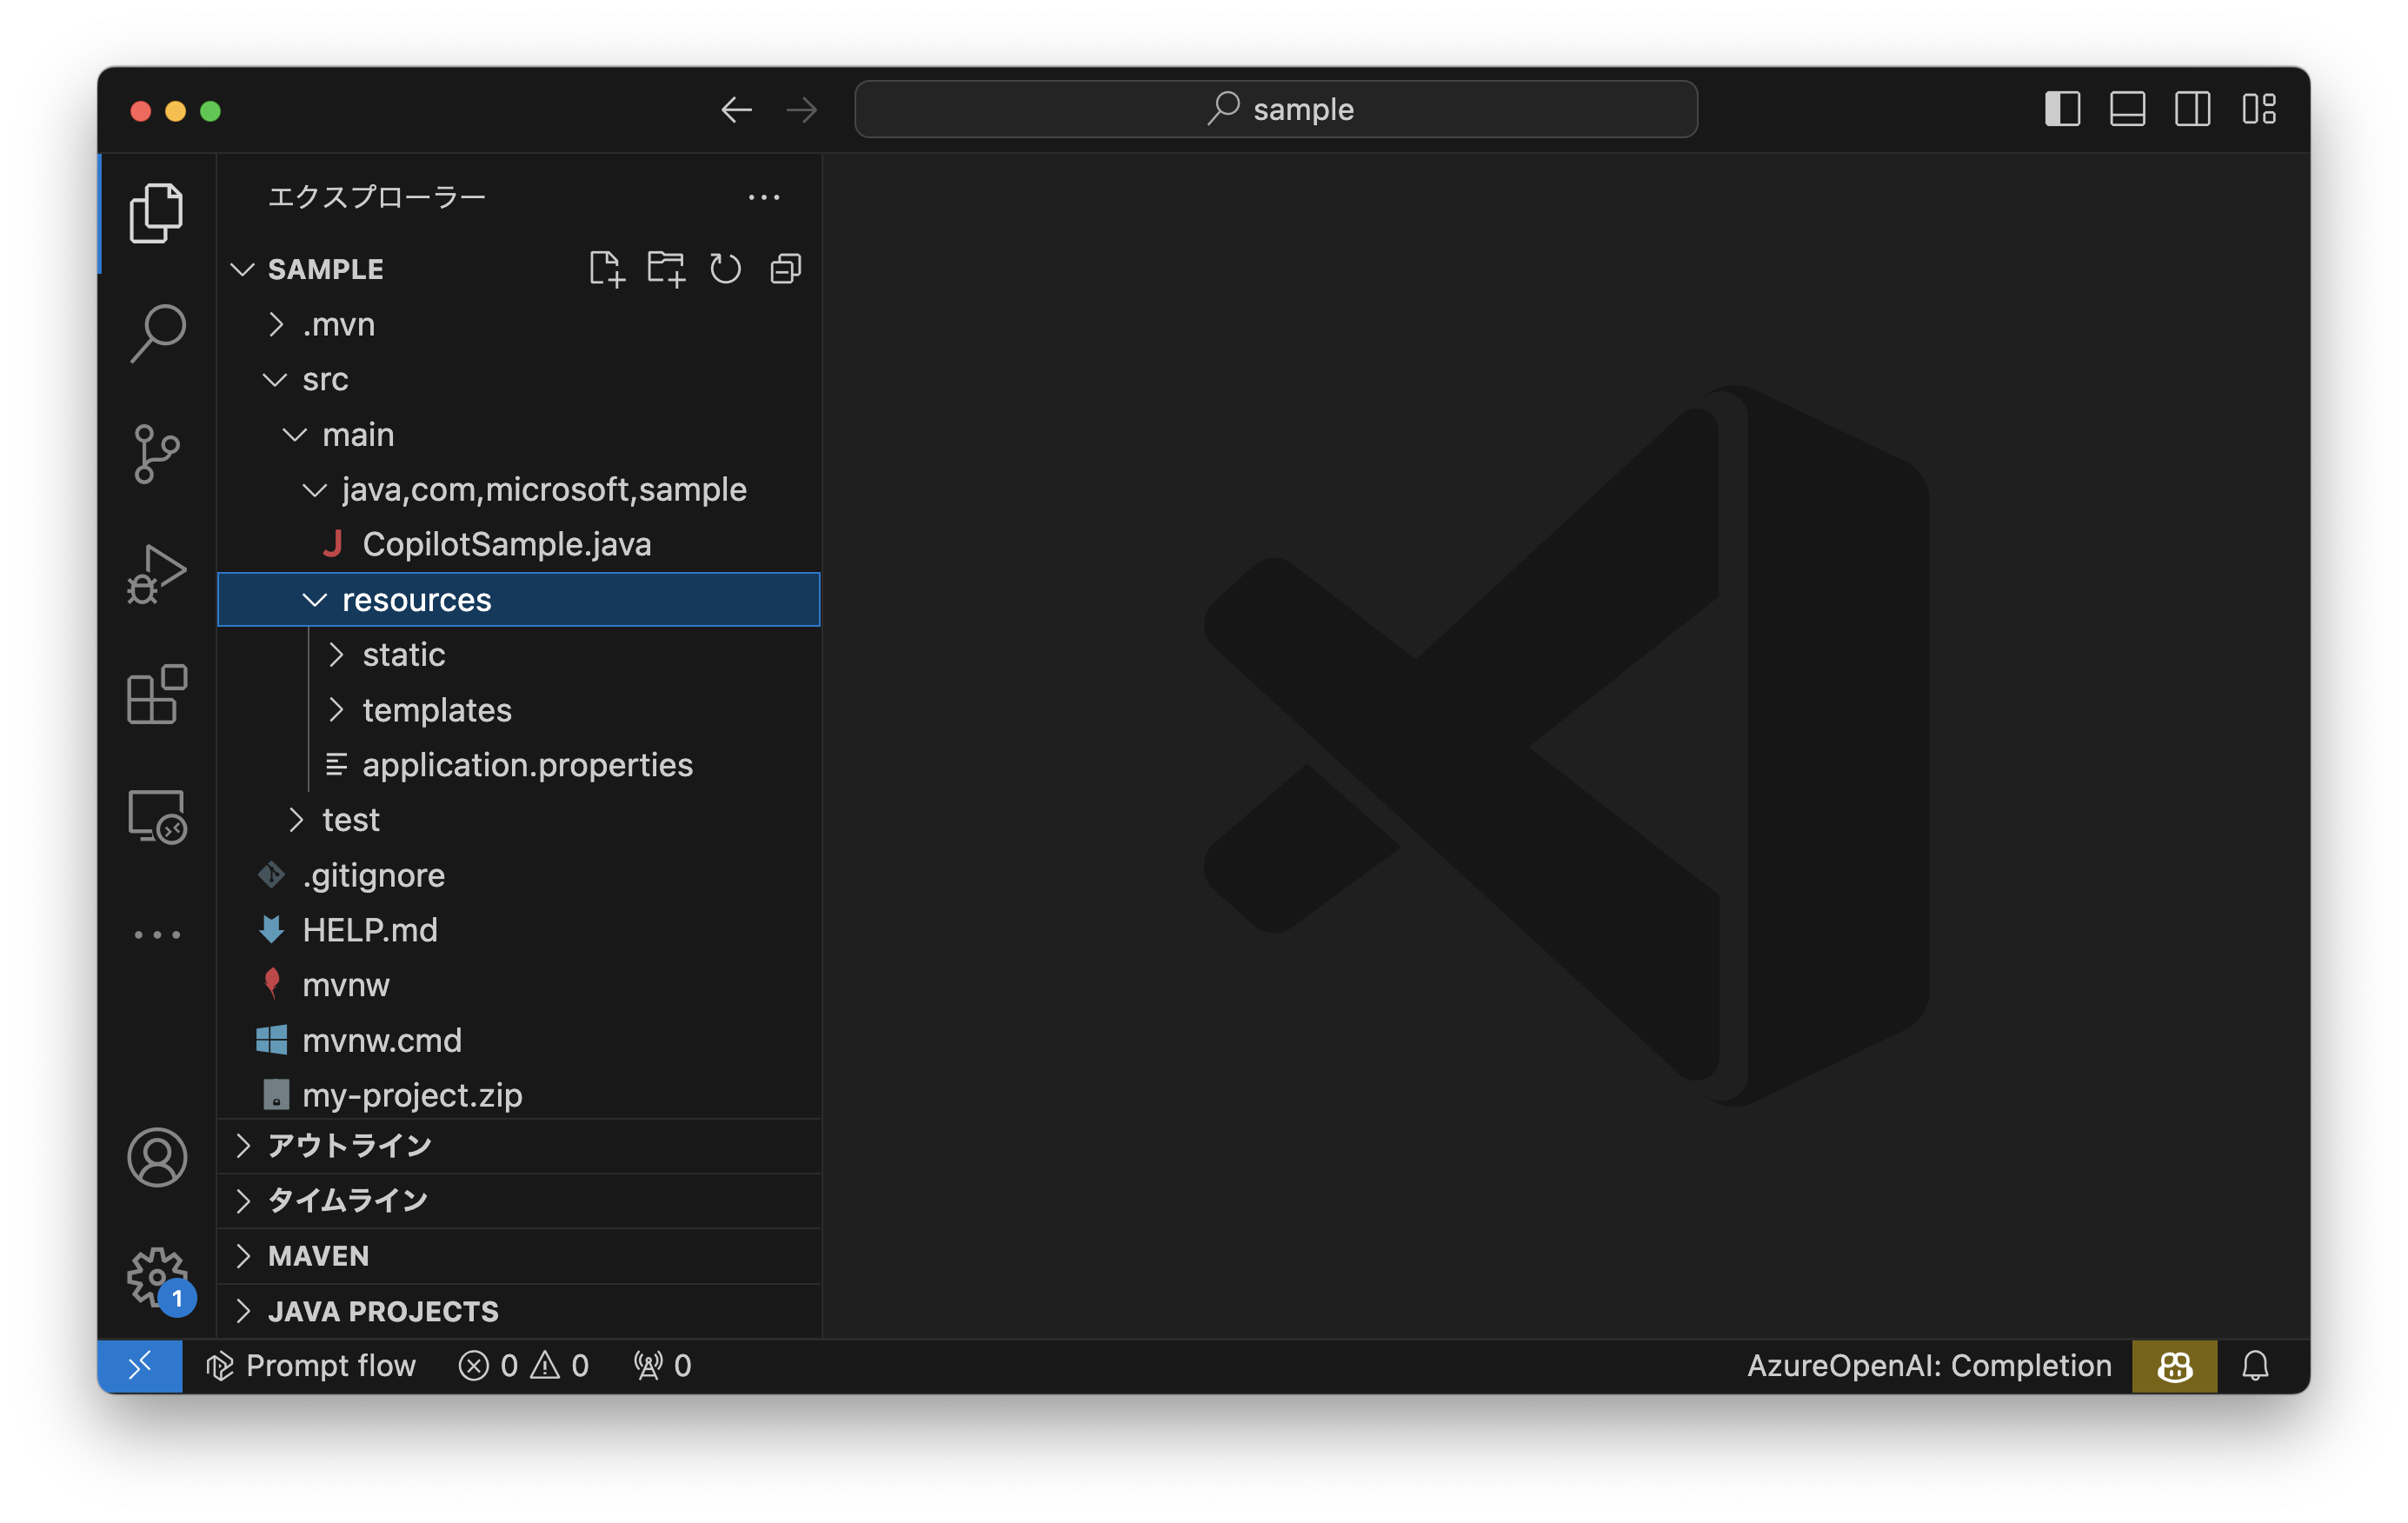 sample
エクスプローラー
SAMPLE
.mvn
src
main
java,com,microsoft,sample
CopilotSample.java
resources
static
templates
application.properties
test
.gitignore
HELP.md
mvnw
mvnw.cmd
my-project.zip
アウトライン
タイムライン
MAVEN
JAVA PROJECTS
1
Prompt flow 0 0 0 AzureOpenAI: Completion